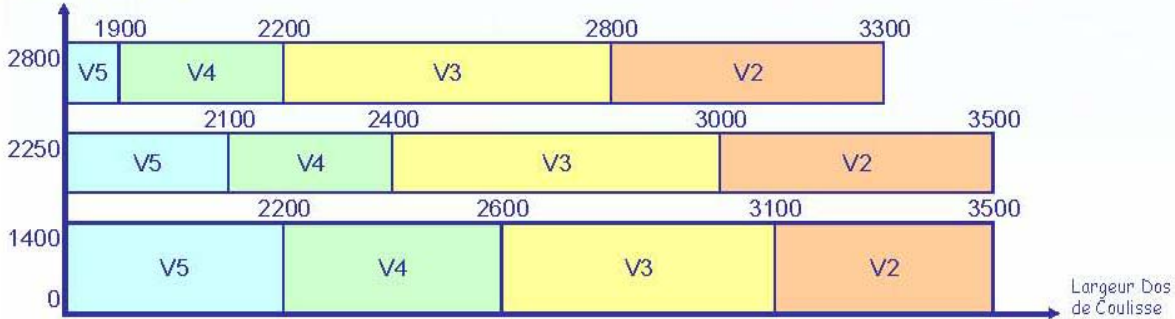 1900 2200 2800 3300
2800 V5 V4 V3 V2
2100 2400 3000 3500
2250 V5 V4 V3 V2
2200 2600 3100 3500
1400
V5 V4 V3 V2
0
Largeur Dos
de Coulisse